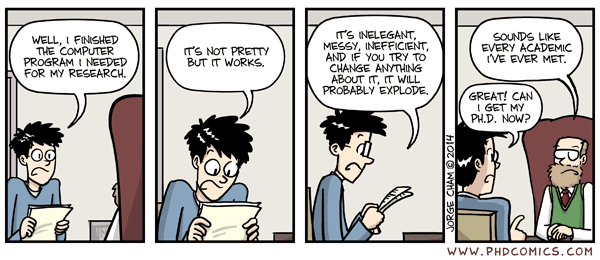 WELL, I FINISHED
THE COMPUTER
PROGRAM I NEEDED
FOR MY RESEARCH.
IT'S NOT PRETTY
BUT IT WORKS.
IT'S INELEGANT,
MESSY, INEFFICIENT,
AND IF YOU TRY TO
CHANGE ANYTHING
ABOUT IT, IT WILL
PROBABLY EXPLODE.
SOUNDS LIKE
EVERY ACADEMIC
I'VE EVER MET.
GREAT! CAN
I GET MY
PH.D. NOW?
JORGE CHAM © 2014
WWW.PHDCOMICS.COM